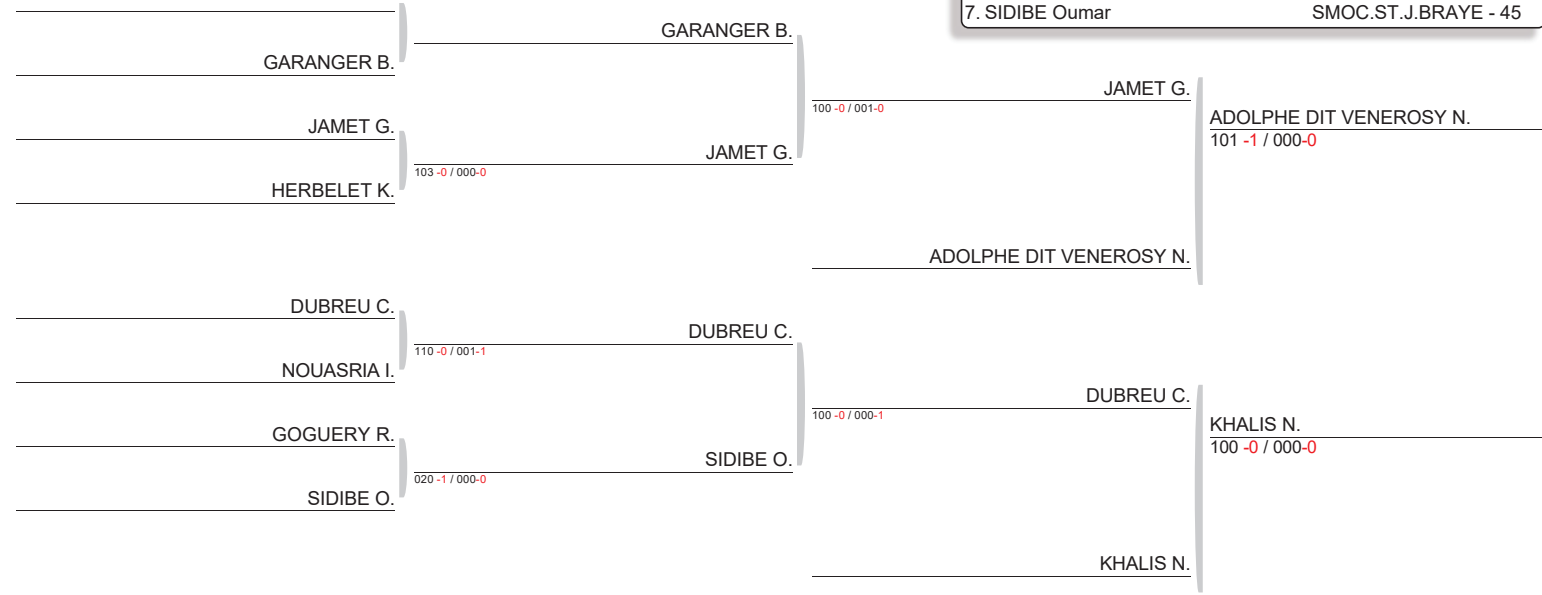 7. SIDIBE Oumar SMOC.ST.J.BRAYE - 45
GARANGER B.
GARANGER B.
JAMET G.
HERBELET K.
JAMET G.
103 -0 / 000-0
JAMET G.
100 -0 / 001-0
ADOLPHE DIT VENEROSY N.
ADOLPHE DIT VENEROSY N.
101 -1 / 000-0
DUBREU C.
NOUASRIA I.
DUBREU C.
110 -0 / 001-1
GOGUERY R.
SIDIBE O.
SIDIBE O.
020 -1 / 000-0
DUBREU C.
100 -0 / 000-1
KHALIS N.
KHALIS N.
100 -0 / 000-0